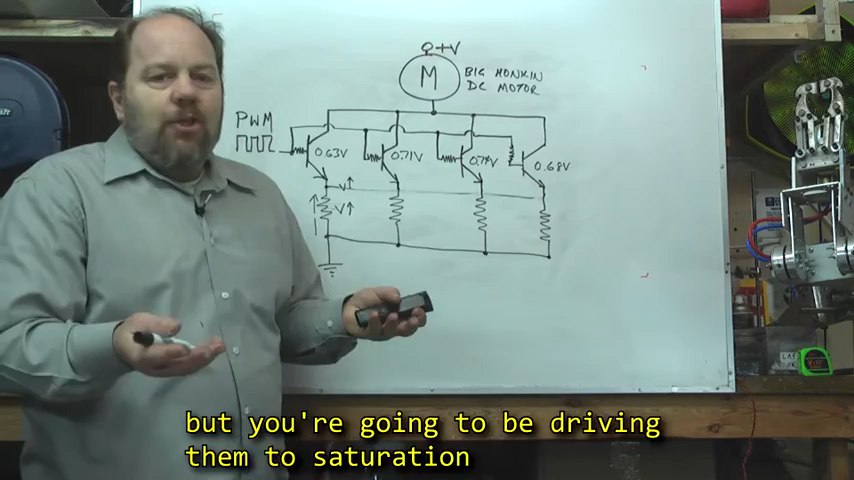 +V
M
BIG HONKIN
DC MOTOR
PWM
0.63V
0.71V
0.74V
0.68V
V↑
V↑
but you're going to be driving
them to saturation